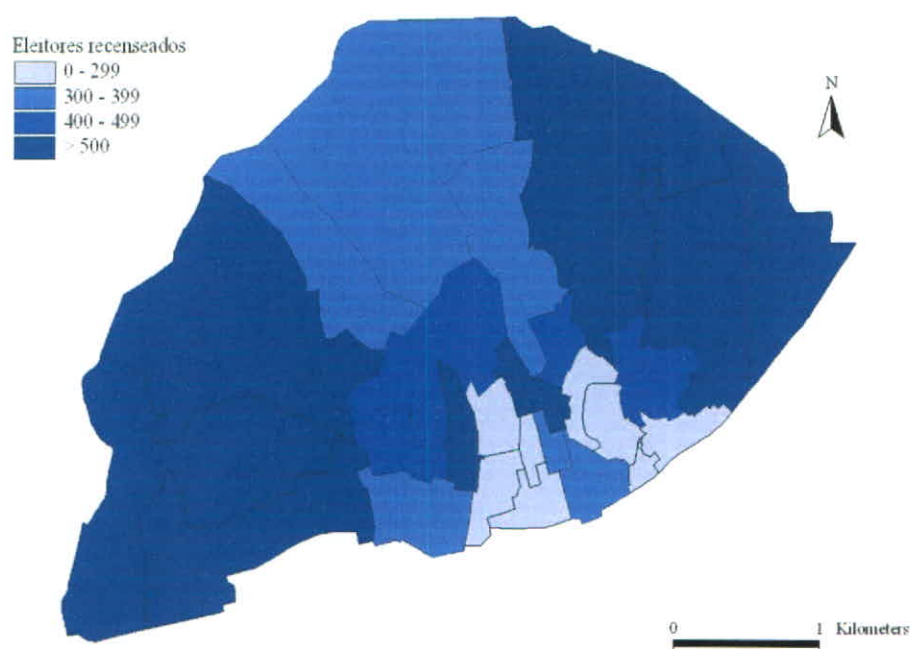 Eleitores recenseados
0 - 299
300 - 399
400 - 499
> 500
N
0 1 Kilometers